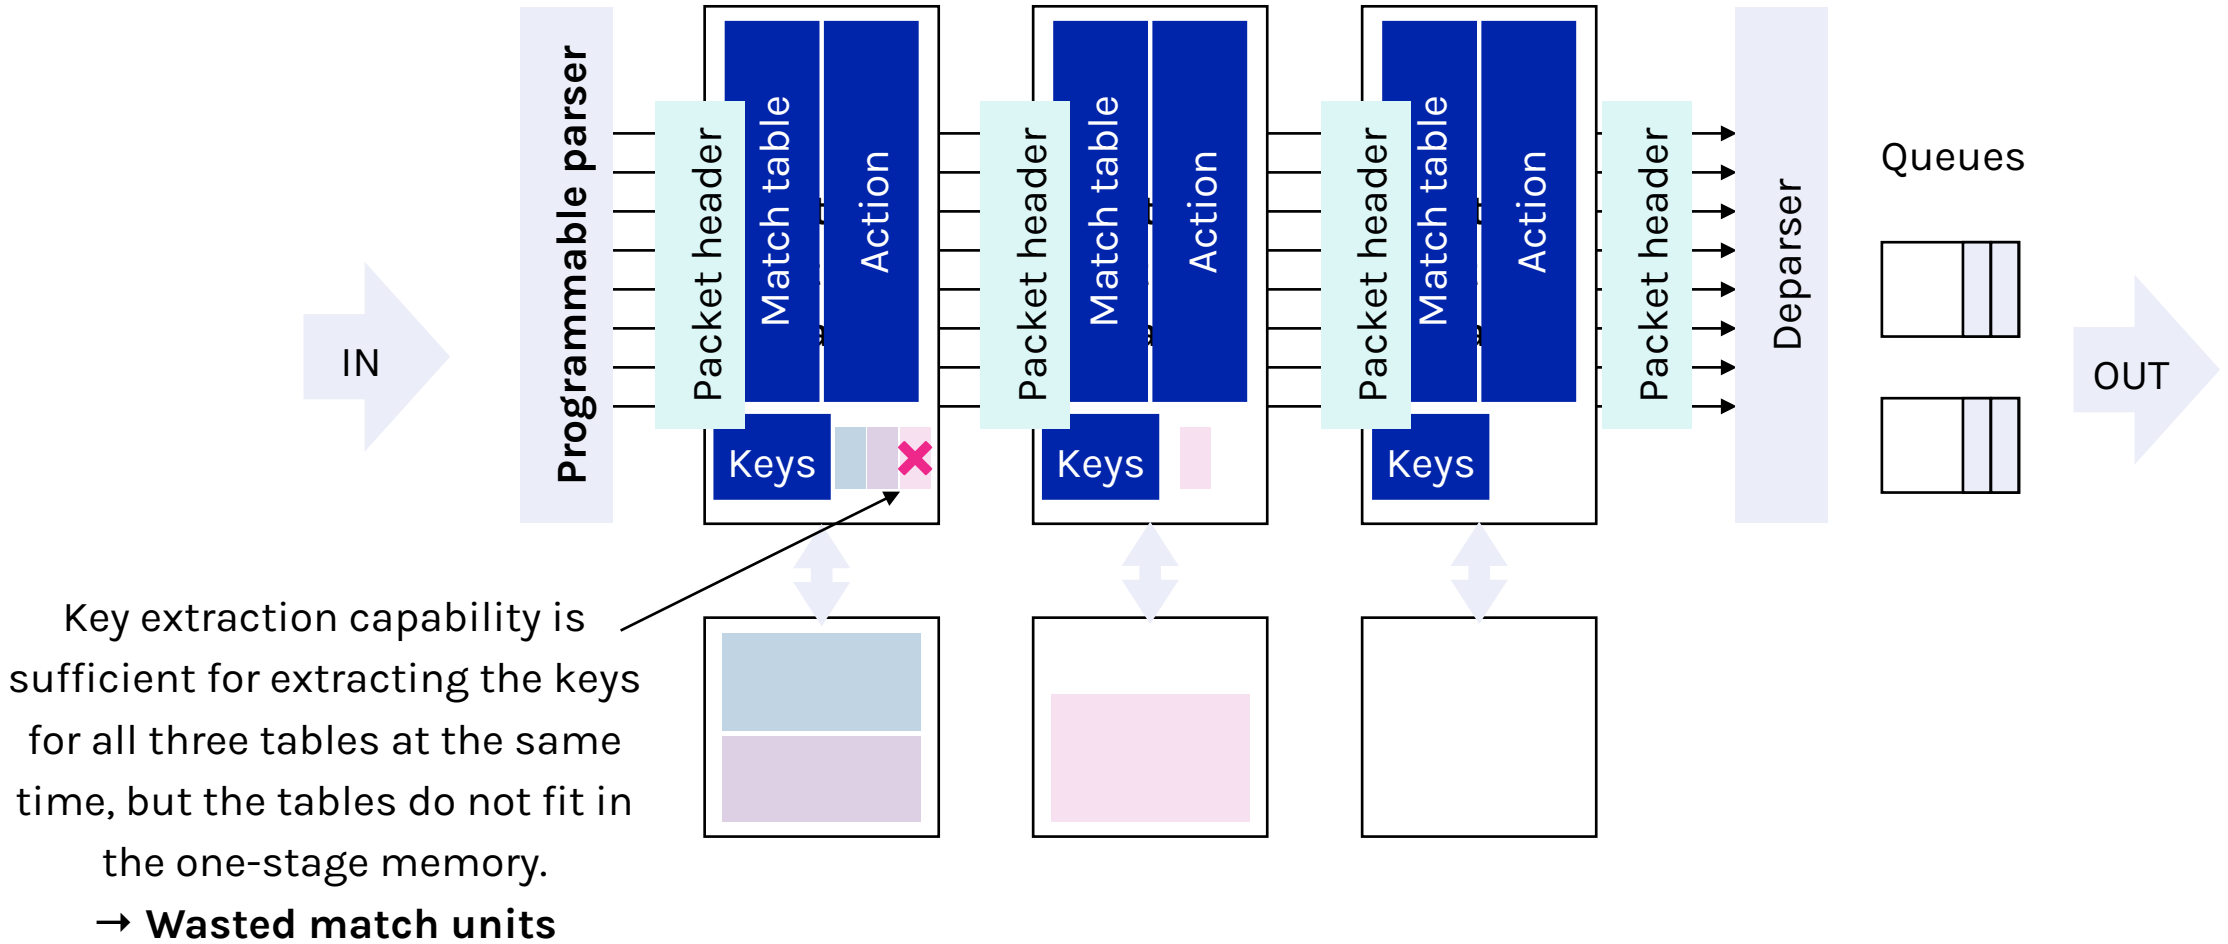 IN
Programmable parser
Packet header
Match table
Action
Keys
Packet header
Match table
Action
Keys
Packet header
Match table
Action
Keys
Packet header
Deparser
Queues
OUT
Key extraction capability is
sufficient for extracting the keys
for all three tables at the same
time, but the tables do not fit in
the one-stage memory.
→ Wasted match units